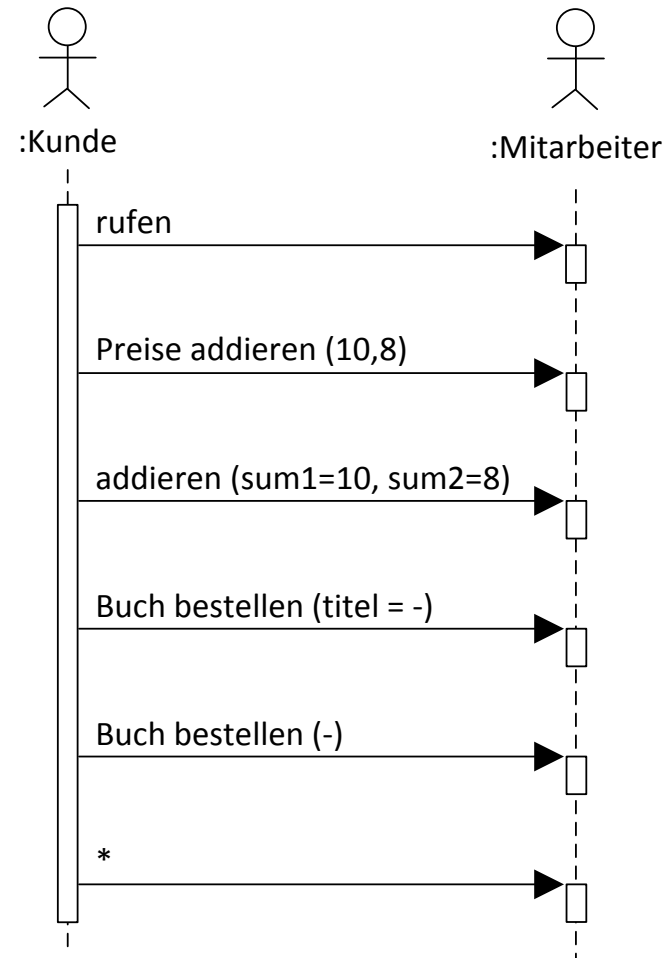 :Kunde
:Mitarbeiter
rufen
Preise addieren (10,8)
addieren (sum1=10, sum2=8)
Buch bestellen (titel = -)
Buch bestellen (-)
*